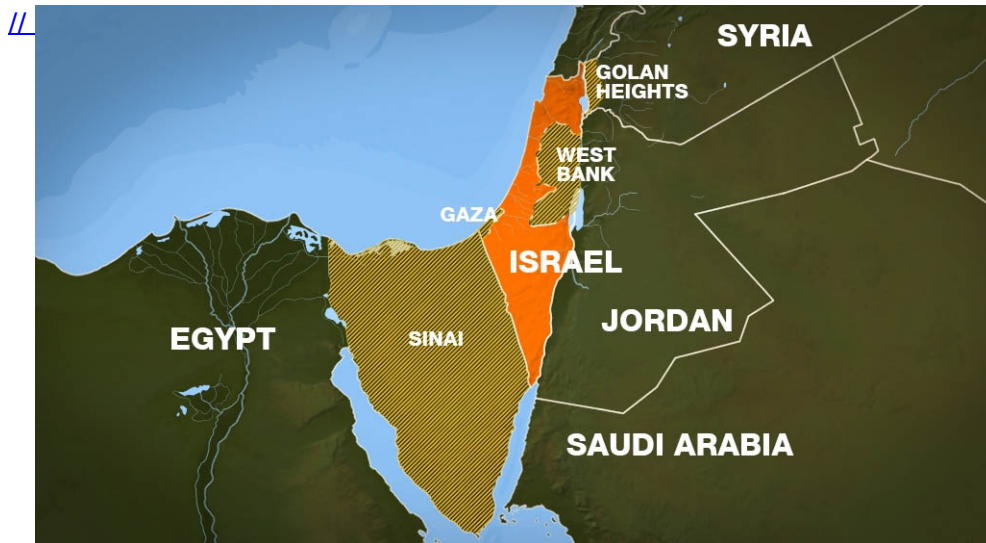 //
SYRIA
GOLAN
HEIGHTS
WEST
BANK
GAZA
ISRAEL
EGYPT
SINAI
JORDAN
SAUDI ARABIA